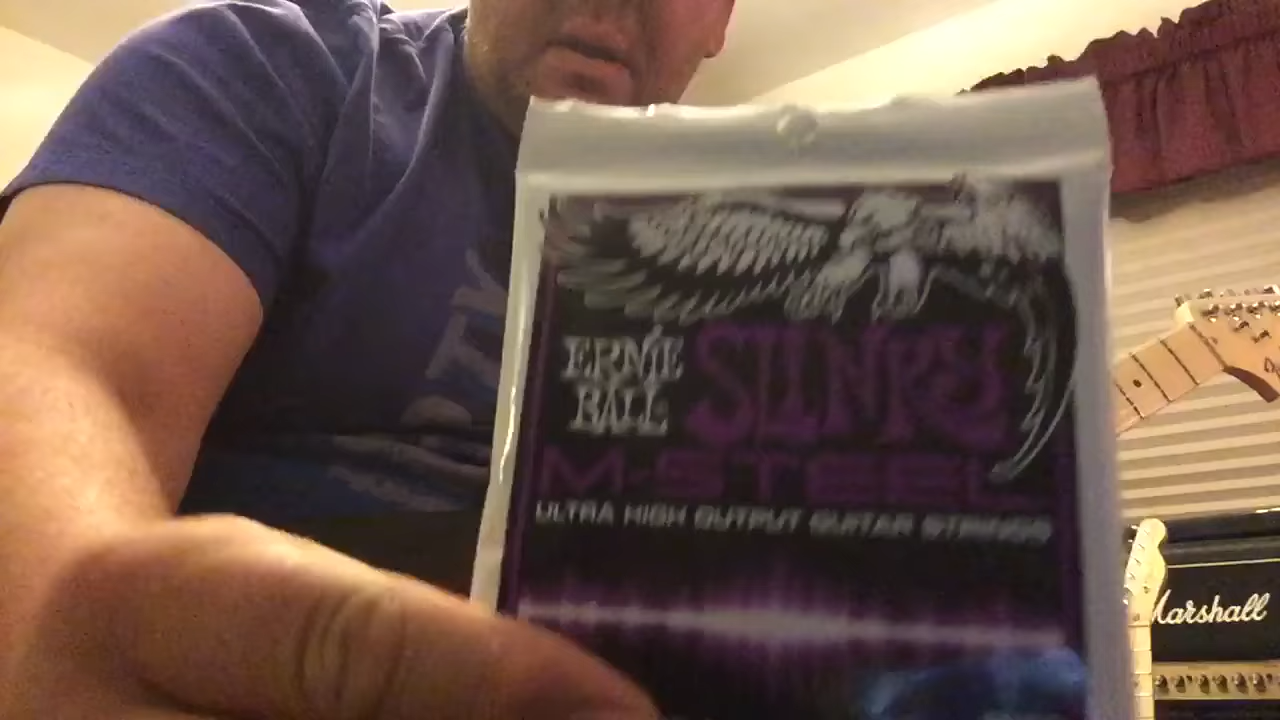 ERNIE BALL SLINKY
M-STEEL
ULTRA HIGH OUTPUT GUITAR STRINGS
Marshall